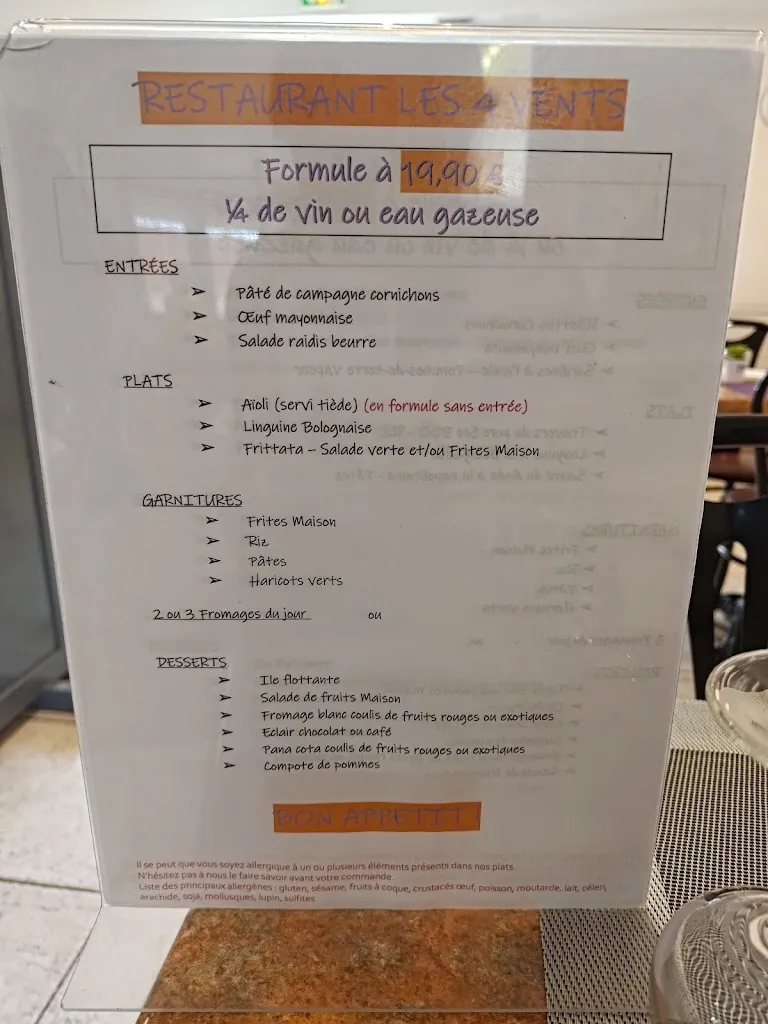 RESTAURANT LES 4 VENTS
Formule à 19,90 €
¼ de vin ou eau gazeuse
ENTRÉES
➢ Pâté de campagne cornichons
➢ Œuf mayonnaise
➢ Salade raidis beurre
PLATS
➢ Aïoli (servi tiède) (en formule sans entrée)
➢ Linguine Bolognaise
➢ Frittata – Salade verte et/ou Frites Maison
GARNITURES
➢ Frites Maison
➢ Riz
➢ Pâtes
➢ Haricots verts
2 ou 3 Fromages du jour ou
DESSERTS
➢ Ile flottante
➢ Salade de fruits Maison
➢ Fromage blanc coulis de fruits rouges ou exotiques
➢ Eclair chocolat ou café
➢ Pana cota coulis de fruits rouges ou exotiques
➢ Compote de pommes
BON APPETIT !
Il se peut que vous soyez allergique à un ou plusieurs éléments présents dans nos plats.
N'hésitez pas à nous le faire savoir avant votre commande.
Liste des principaux allergènes : gluten, sésame, fruits à coque, crustacés œuf, poisson, moutarde, lait, céleri,
arachide, soja, mollusques, lupin, sulfites